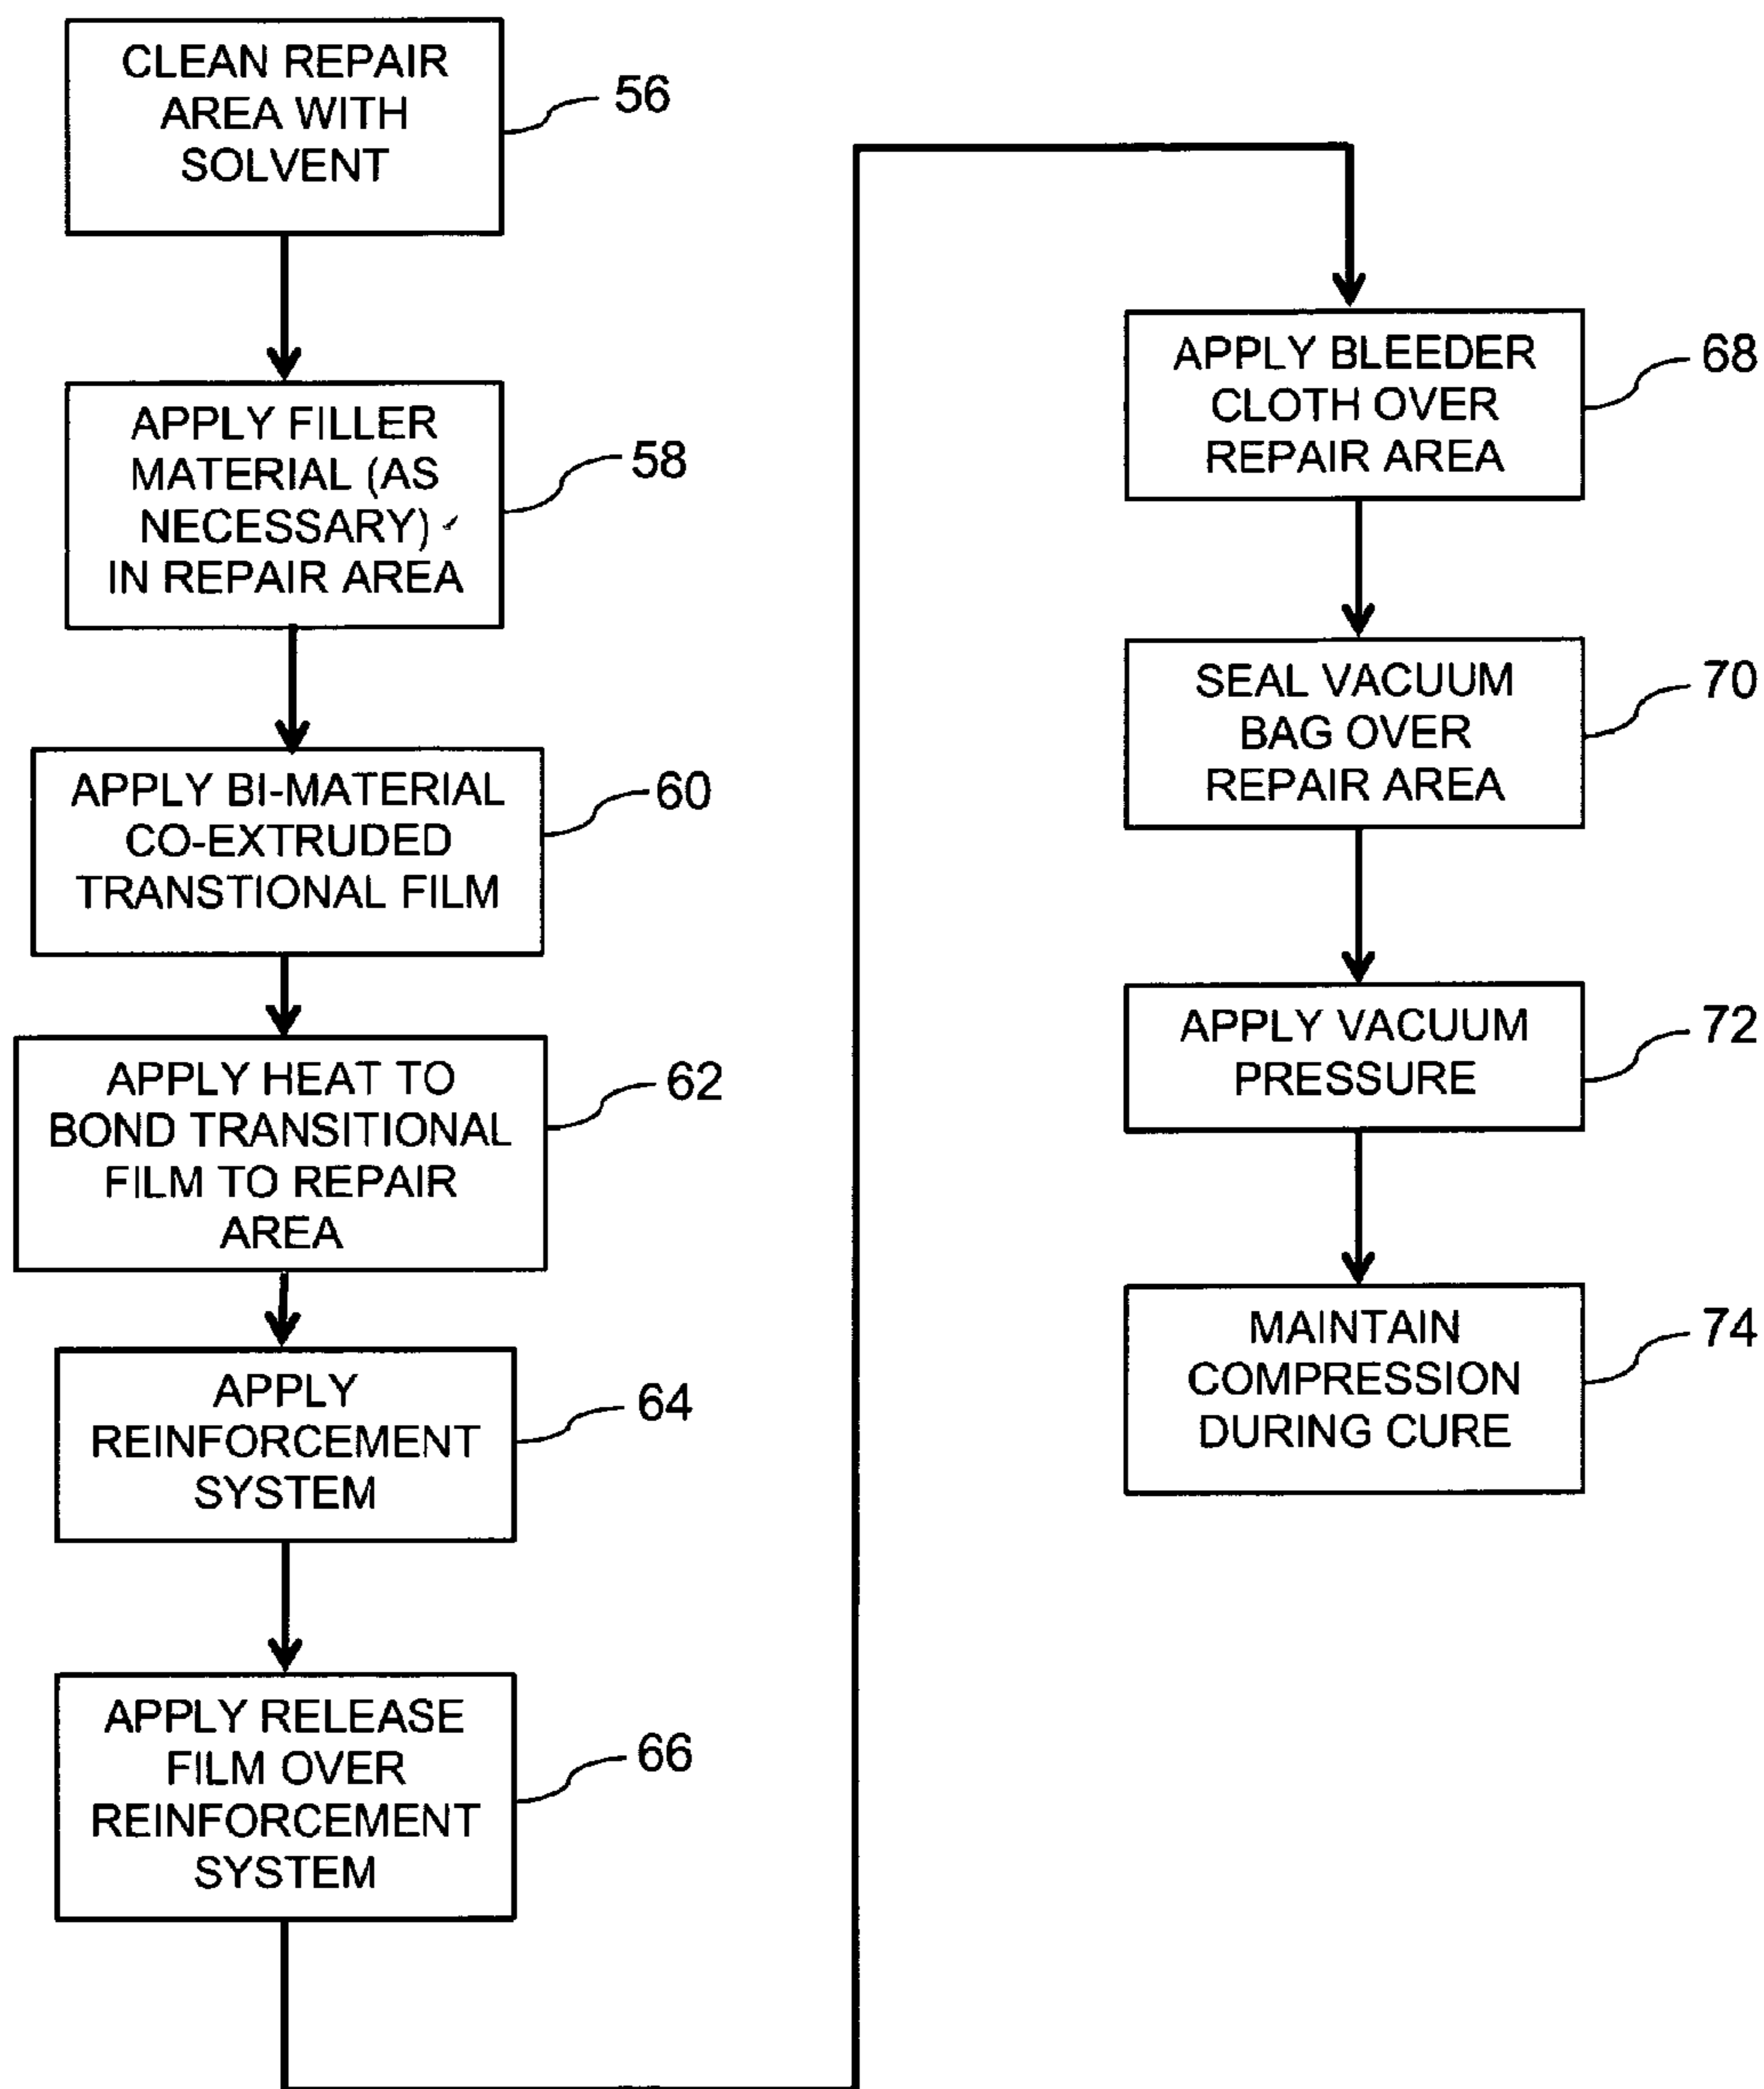 CLEAN REPAIR
AREA WITH
SOLVENT
56
APPLY FILLER
MATERIAL (AS
NECESSARY)
IN REPAIR AREA
58
APPLY BI-MATERIAL
CO-EXTRUDED
TRANSTIONAL FILM
60
APPLY HEAT TO
BOND TRANSITIONAL
FILM TO REPAIR
AREA
62
APPLY
REINFORCEMENT
SYSTEM
64
APPLY RELEASE
FILM OVER
REINFORCEMENT
SYSTEM
66
APPLY BLEEDER
CLOTH OVER
REPAIR AREA
68
SEAL VACUUM
BAG OVER
REPAIR AREA
70
APPLY VACUUM
PRESSURE
72
MAINTAIN
COMPRESSION
DURING CURE
74